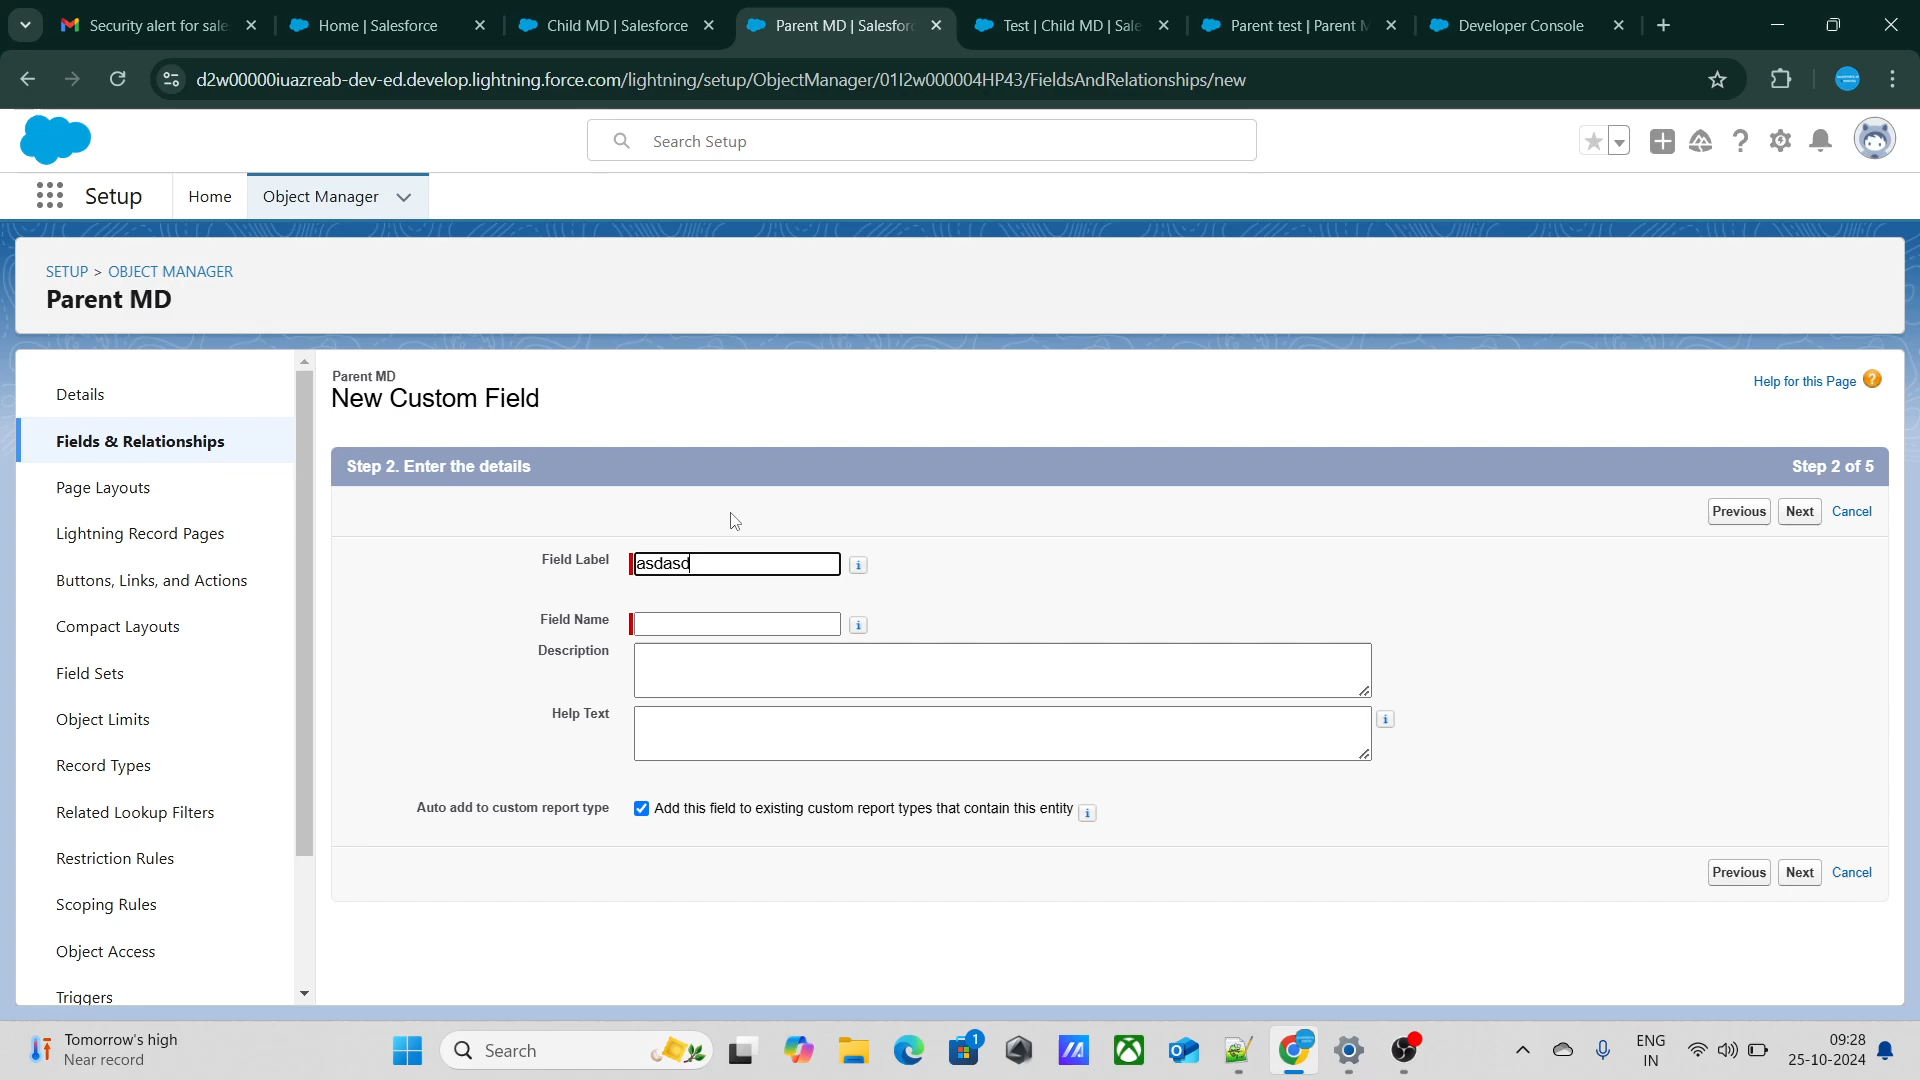 Security alert for sale
Home | Salesforce
Child MD | Salesforce
Parent MD | Salesforc
Test | Child MD | Sale
Parent test | Parent M
Developer Console
d2w00000iuazreab-dev-ed.develop.lightning.force.com/lightning/setup/ObjectManager/01I2w000004HP43/FieldsAndRelationships/new
Search Setup
Setup
Home
Object Manager
SETUP > OBJECT MANAGER
Parent MD
Details
Fields & Relationships
Page Layouts
Lightning Record Pages
Buttons, Links, and Actions
Compact Layouts
Field Sets
Object Limits
Record Types
Related Lookup Filters
Restriction Rules
Scoping Rules
Object Access
Triggers
Parent MD
New Custom Field
Help for this Page
Step 2. Enter the details
Step 2 of 5
Previous Next Cancel
Field Label
asdasd
Field Name
Description
Help Text
Auto add to custom report type
Add this field to existing custom report types that contain this entity
Previous Next Cancel
Tomorrow's high
Near record
Search
1
ENG
IN
09:28
25-10-2024